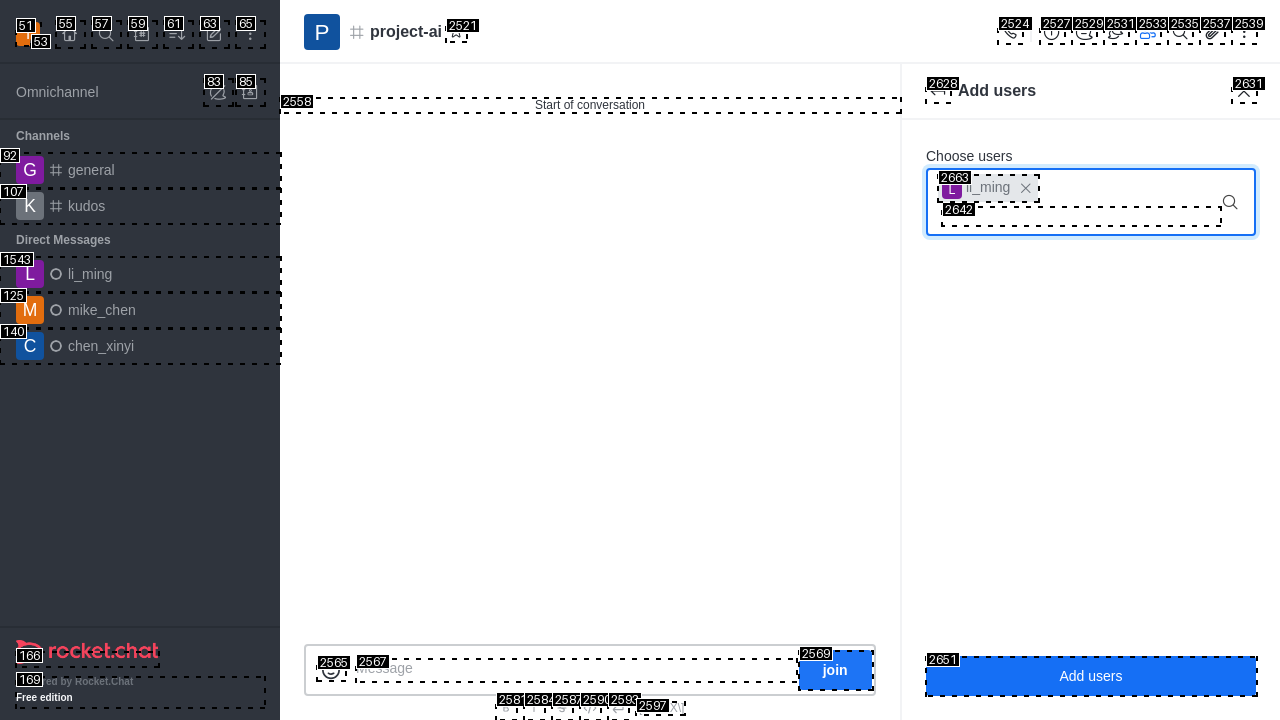 51
53
55
57
59
61
63
65
P
project-ai
2521
2524
2527
2529
2531
2533
2535
2537
2539
Omnichannel
83
85
2558
Start of conversation
2628
Add users
2631
Channels
92
G
general
107
K
kudos
Direct Messages
1543
L
li_ming
125
M
mike_chen
140
C
chen_xinyi
Choose users
2663
L
li_ming
2642
166
rocket.chat
169
Powered by Rocket.Chat
Free edition
2565
2567
Message
2569
join
2581
2584
2587
2590
2593
2597
2651
Add users